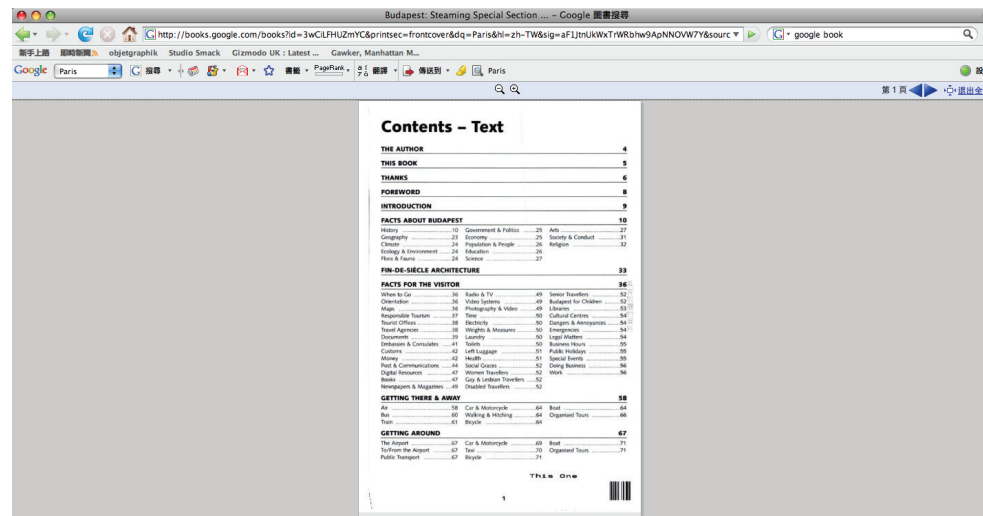 Budapest: Steaming Special Section ... – Google 圖書搜尋
http://books.google.com/books?id=3wCiLFHUZmYC&printsec=frontcover&dq=Paris&hl=zh-TW&sig=aF1JtnUkWxTrWRbhw9ApNNOVW7Y&sourc google book
新手上路 即時新聞 objetgraphik Studio Smack Gizmodo UK : Latest ... Gawker, Manhattan M...
Google Paris 搜尋 書籤 PageRank 翻譯 傳送到 Paris 設
第 1 頁 退出全
Contents – Text
THE AUTHOR 4
THIS BOOK 5
THANKS 6
FOREWORD 8
INTRODUCTION 9
FACTS ABOUT BUDAPEST 10
History 10 Government & Politics 25 Arts 27
Geography 23 Economy 25 Society & Conduct 31
Climate 24 Population & People 26 Religion 32
Ecology & Environment 24 Education 26
Flora & Fauna 24 Science 27
FIN-DE-SIÈCLE ARCHITECTURE 33
FACTS FOR THE VISITOR 36
When to Go 36 Radio & TV 49 Senior Travellers 52
Orientation 36 Video Systems 49 Budapest for Children 52
Maps 36 Photography & Video 49 Libraries 53
Responsible Tourism 37 Time 50 Cultural Centres 54
Tourist Offices 38 Electricity 50 Dangers & Annoyances 54
Travel Agencies 38 Weights & Measures 50 Emergencies 54
Documents 39 Laundry 50 Legal Matters 54
Embassies & Consulates 41 Toilets 50 Business Hours 55
Customs 42 Left Luggage 51 Public Holidays 55
Money 42 Health 51 Special Events 55
Post & Communications 44 Social Graces 52 Doing Business 56
Digital Resources 47 Women Travellers 52 Work 56
Books 47 Gay & Lesbian Travellers 52
Newspapers & Magazines 49 Disabled Travellers 52
GETTING THERE & AWAY 58
Air 58 Car & Motorcycle 64 Boat 64
Bus 60 Walking & Hitching 64 Organised Tours 66
Train 61 Bicycle 64
GETTING AROUND 67
The Airport 67 Car & Motorcycle 69 Boat 71
To/From the Airport 67 Taxi 70 Organised Tours 71
Public Transport 67 Bicycle 71
This One
1